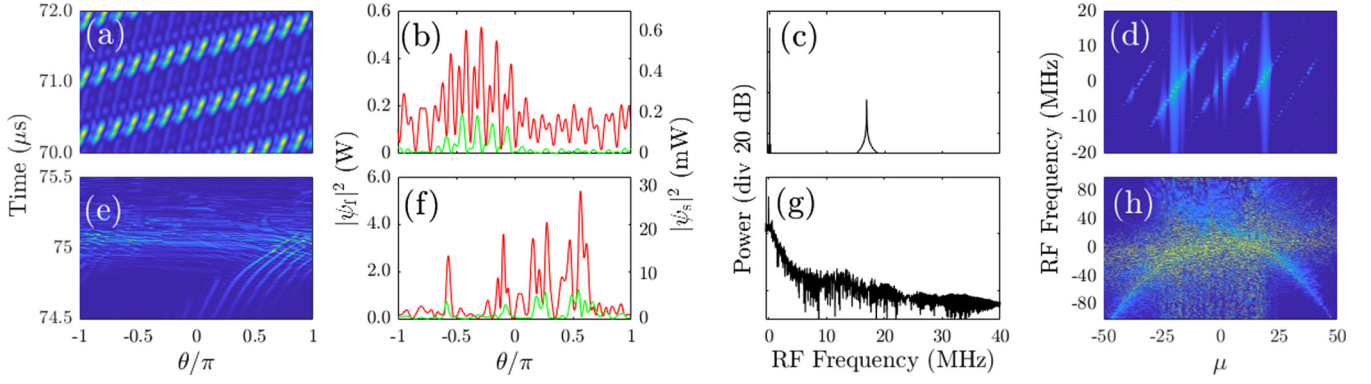 72.0
71.0
70.0
Time (μs)
(a)
0.6
0.4
0.2
0
(b)
0.6
0.4
0.2
0
(c)
(d)
20
10
0
-10
-20
RF Frequency (MHz)
75.5
75
74.5
(e)
-1 -0.5 0 0.5 1
θ/π
|ψf|² (W)
6.0
4.0
2.0
0.0
(f)
-1 -0.5 0 0.5 1
θ/π
30
20
10
0
|ψs|² (mW)
Power (div 20 dB)
(g)
0 10 20 30 40
RF Frequency (MHz)
80
40
0
-40
-80
(h)
-50 -25 0 25 50
μ